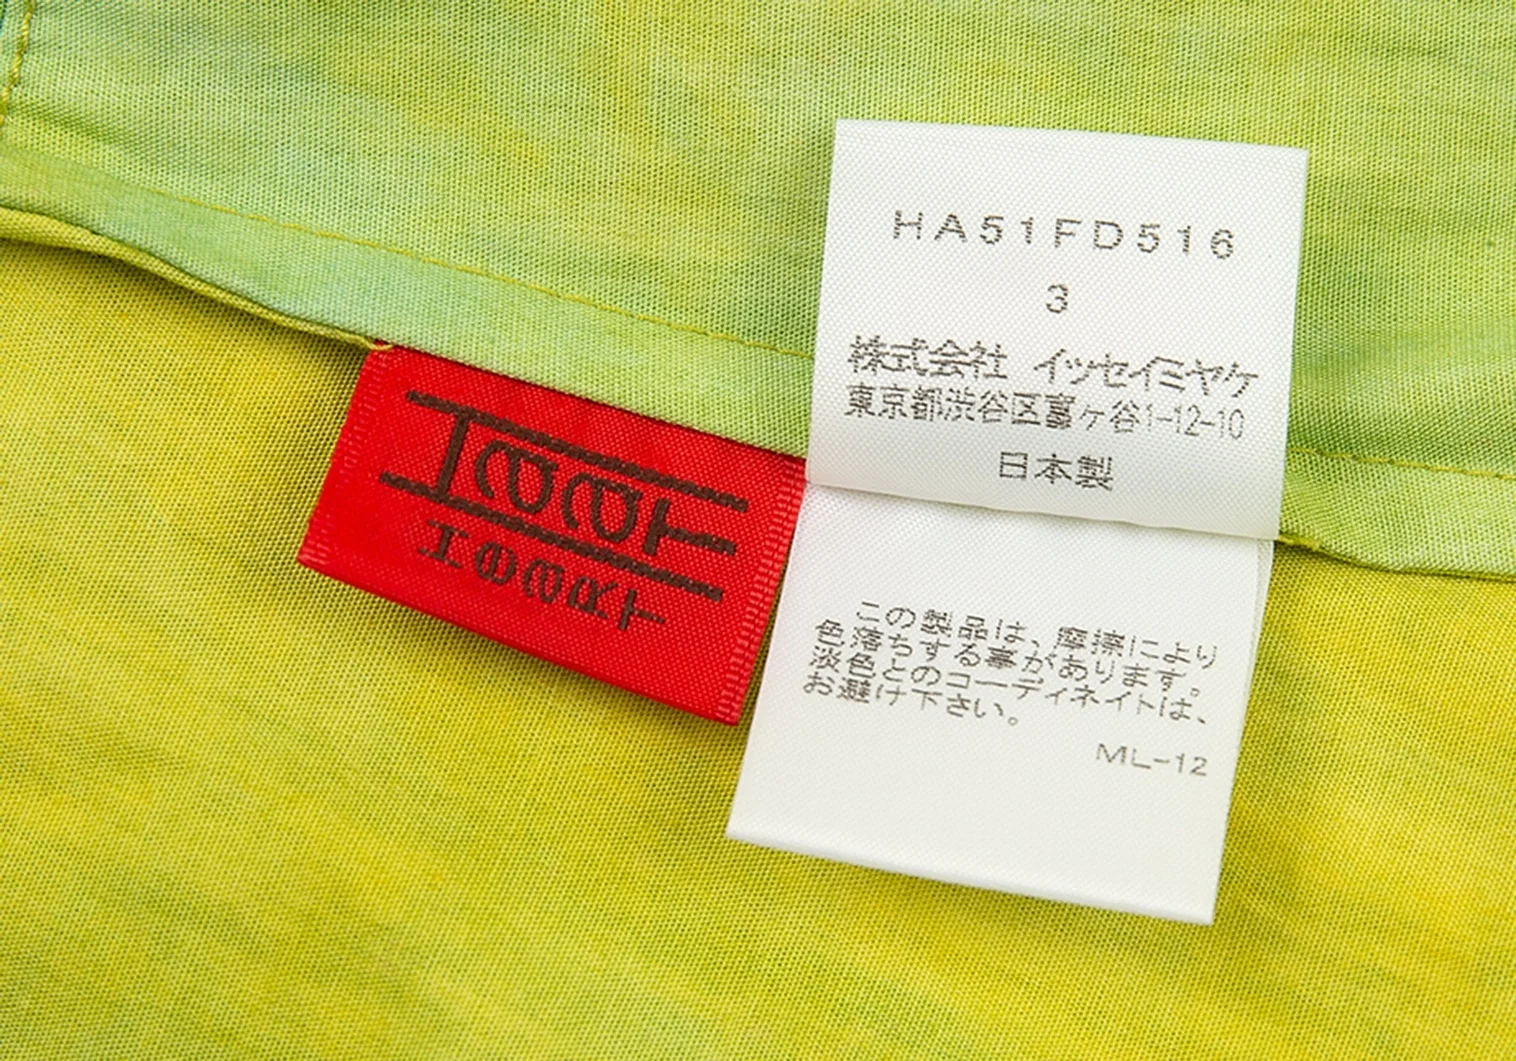 HA51FD516
3
株式会社 イッセイミヤケ
東京都渋谷区富ヶ谷1-12-10
日本製
HaaT
HeaRT
この製品は、摩擦により
色落ちする事があります。
淡色とのコーディネイトは、
お避け下さい。
ML-12